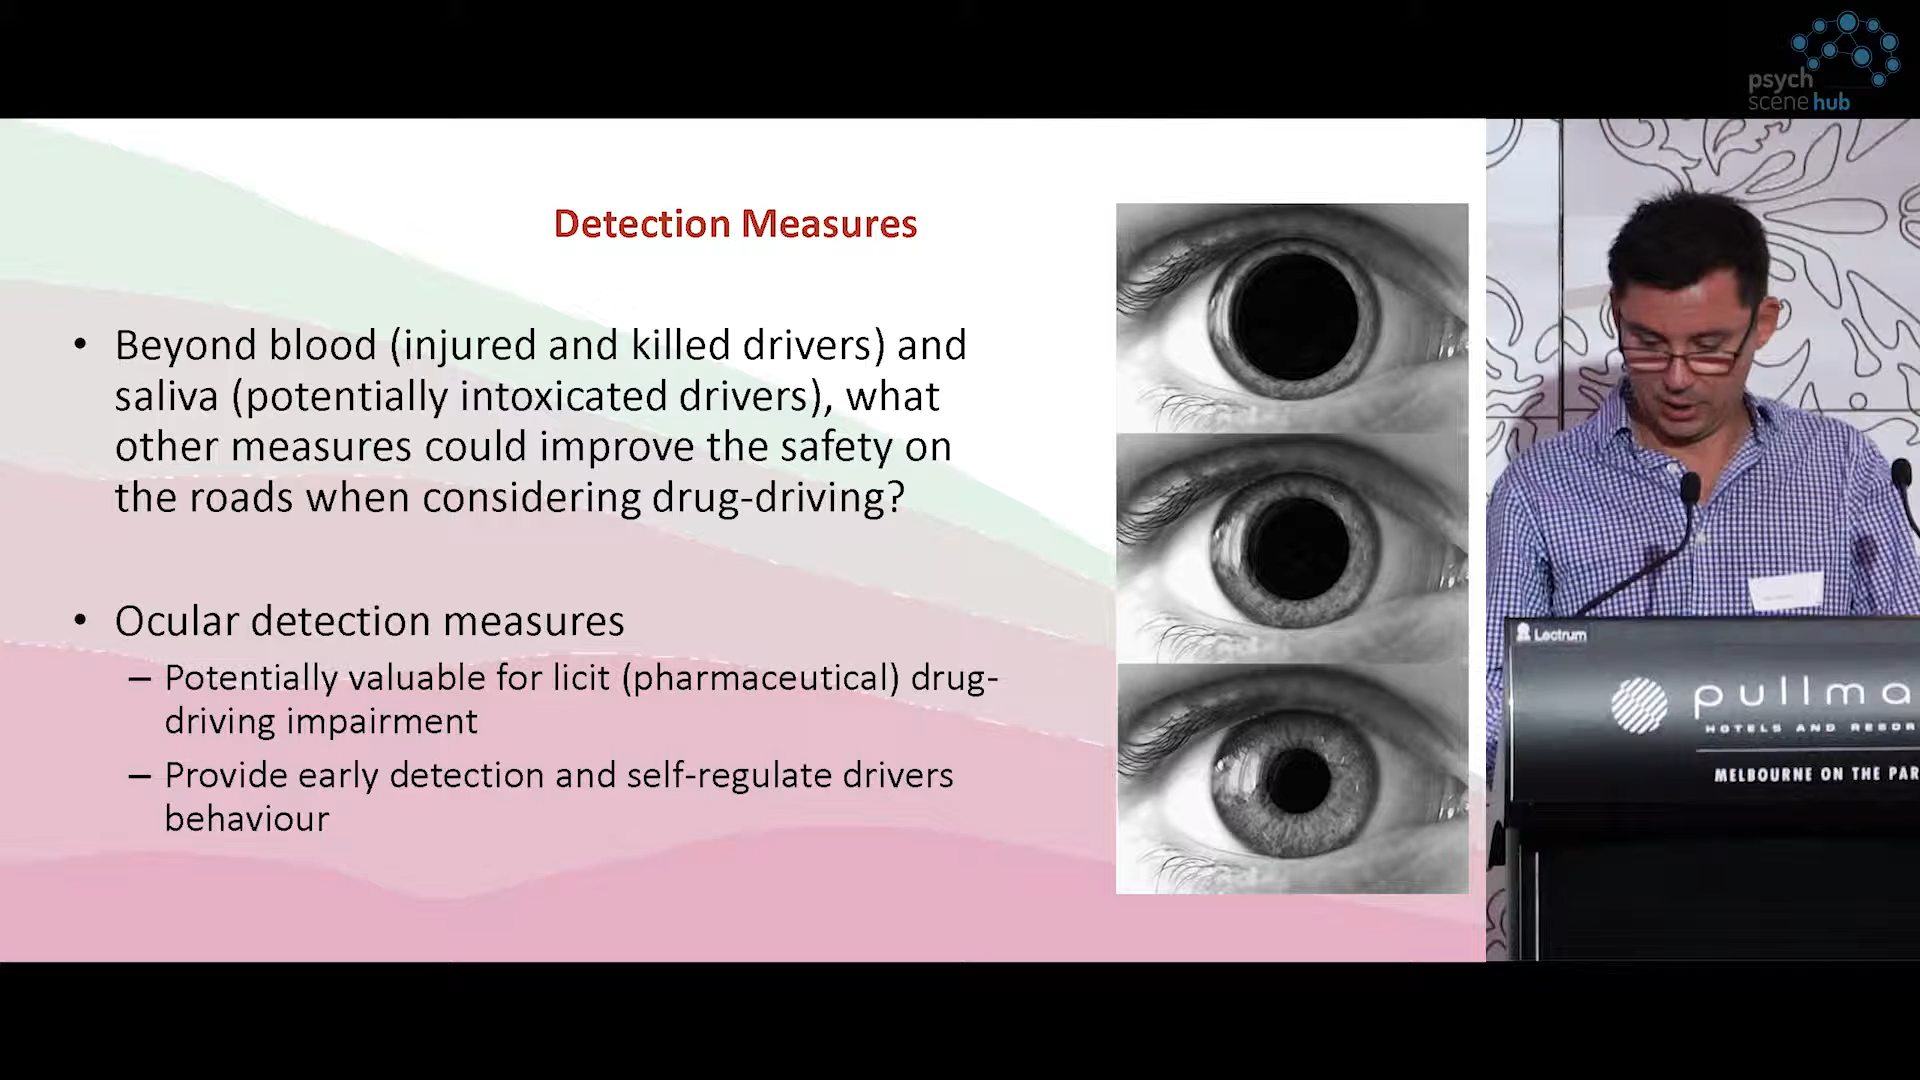 psych
scene hub
Detection Measures
• Beyond blood (injured and killed drivers) and
saliva (potentially intoxicated drivers), what
other measures could improve the safety on
the roads when considering drug-driving?
• Ocular detection measures
– Potentially valuable for licit (pharmaceutical) drug-
driving impairment
– Provide early detection and self-regulate drivers
behaviour
Lectrum
pullma
HOTELS AND RESOR
MELBOURNE ON THE PAR